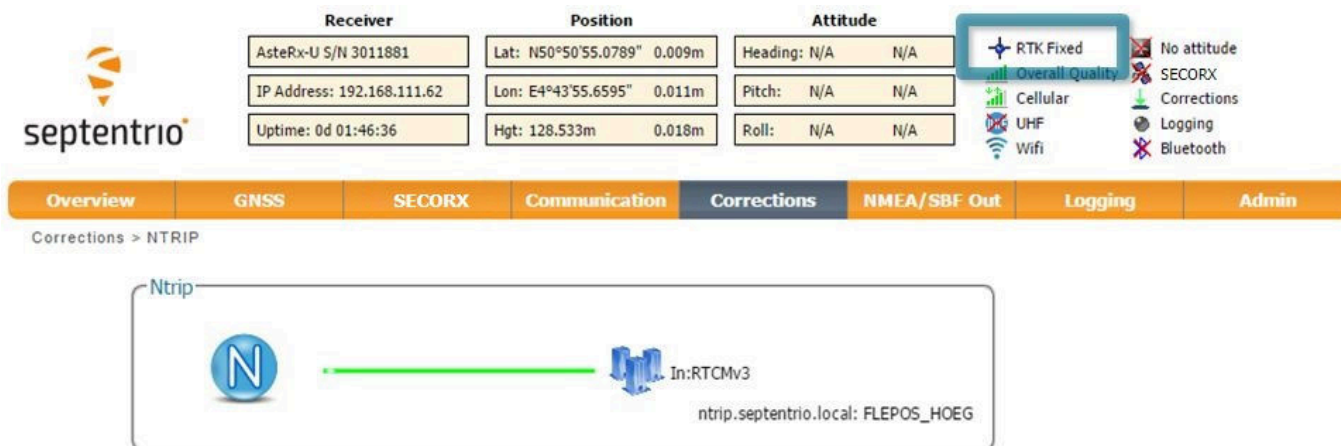 Receiver Position Attitude
AsteRx-U S/N 3011881 Lat: N50°50'55.0789" 0.009m Heading: N/A N/A RTK Fixed No attitude
Overall Quality SECORX
IP Address: 192.168.111.62 Lon: E4°43'55.6595" 0.011m Pitch: N/A N/A Cellular Corrections
septentrio Uptime: 0d 01:46:36 Hgt: 128.533m 0.018m Roll: N/A N/A UHF Logging
Wifi Bluetooth
Overview GNSS SECORX Communication Corrections NMEA/SBF Out Logging Admin
Corrections > NTRIP
Ntrip
N In:RTCMv3
ntrip.septentrio.local: FLEPOS_HOEG